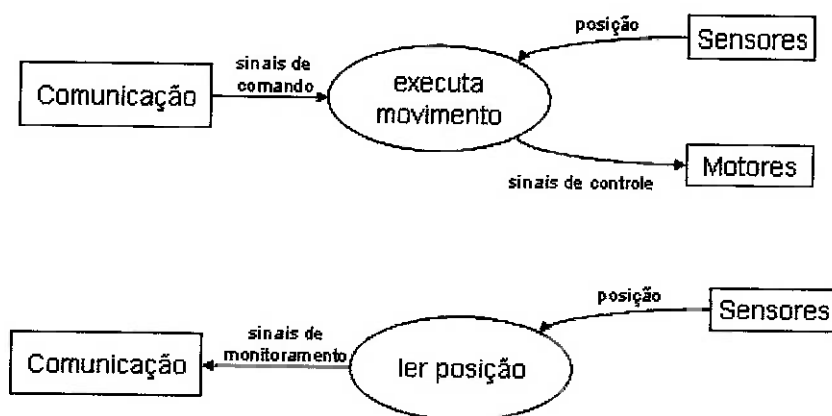 posição
Sensores
sinais de
comando
Comunicação
executa
movimento
Motores
sinais de controle
posição
Sensores
sinais de
monitoramento
Comunicação
ler posição